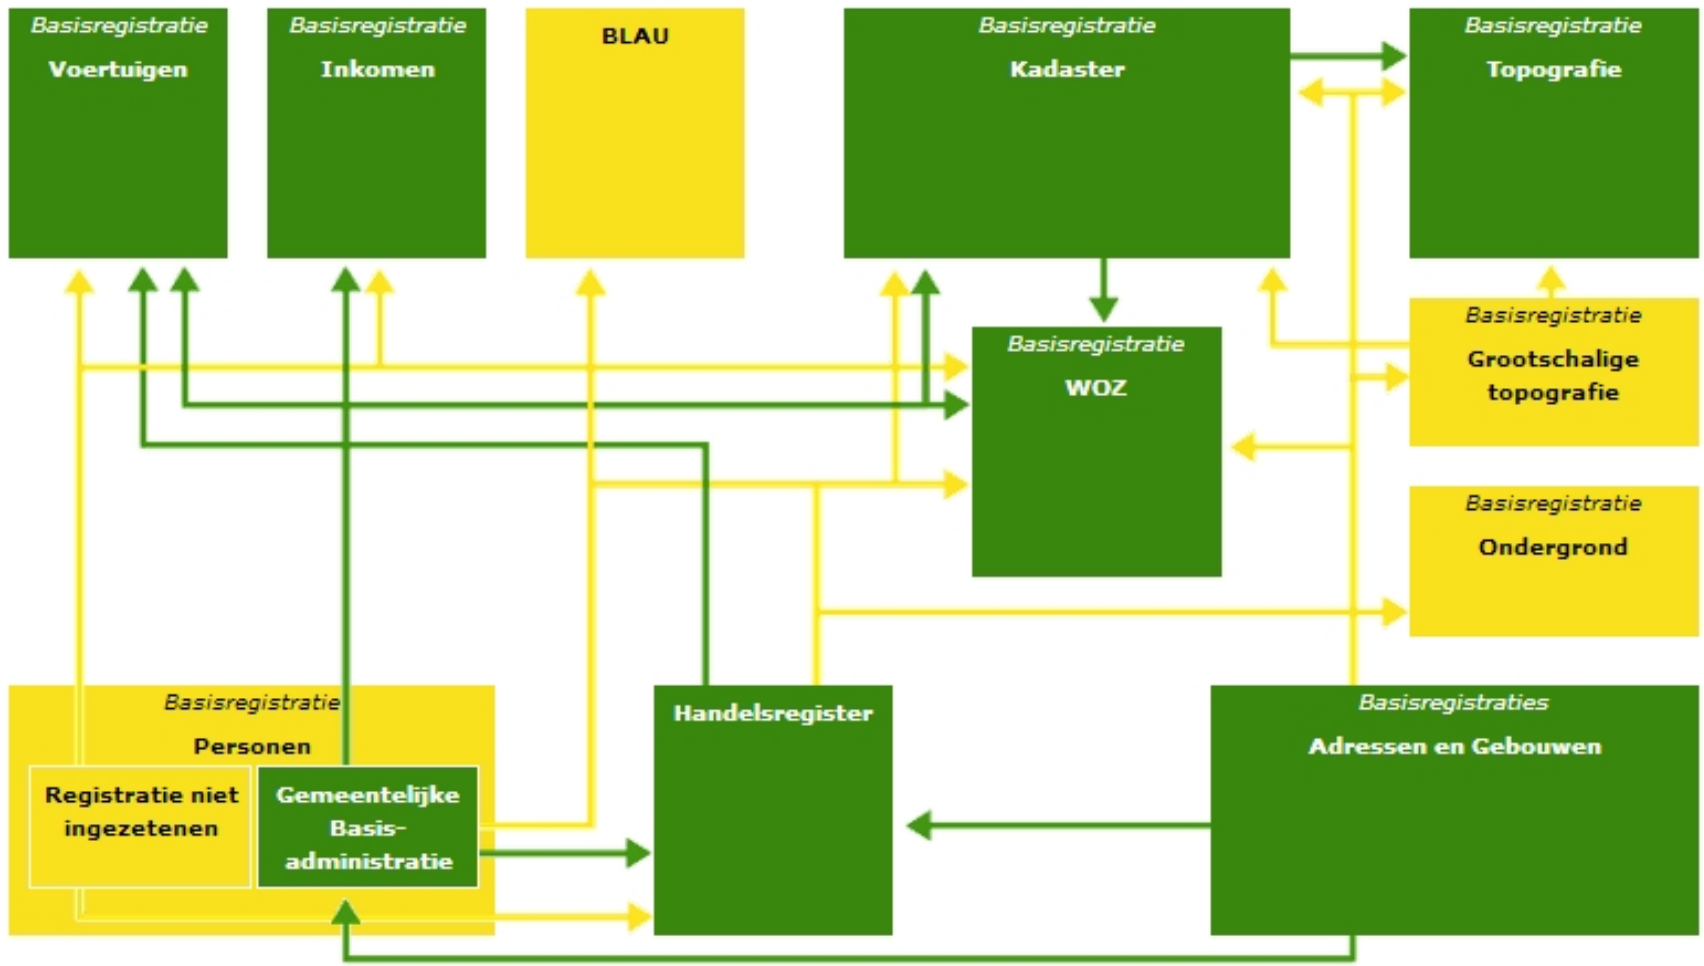 Basisregistratie
Voertuigen
Basisregistratie
Inkomen
BLAU
Basisregistratie
Kadaster
Basisregistratie
Topografie
Basisregistratie
WOZ
Basisregistratie
Grootschalige
topografie
Basisregistratie
Ondergrond
Basisregistratie
Personen
Registratie niet
ingezetenen
Gemeentelijke
Basis-
administratie
Handelsregister
Basisregistraties
Adressen en Gebouwen